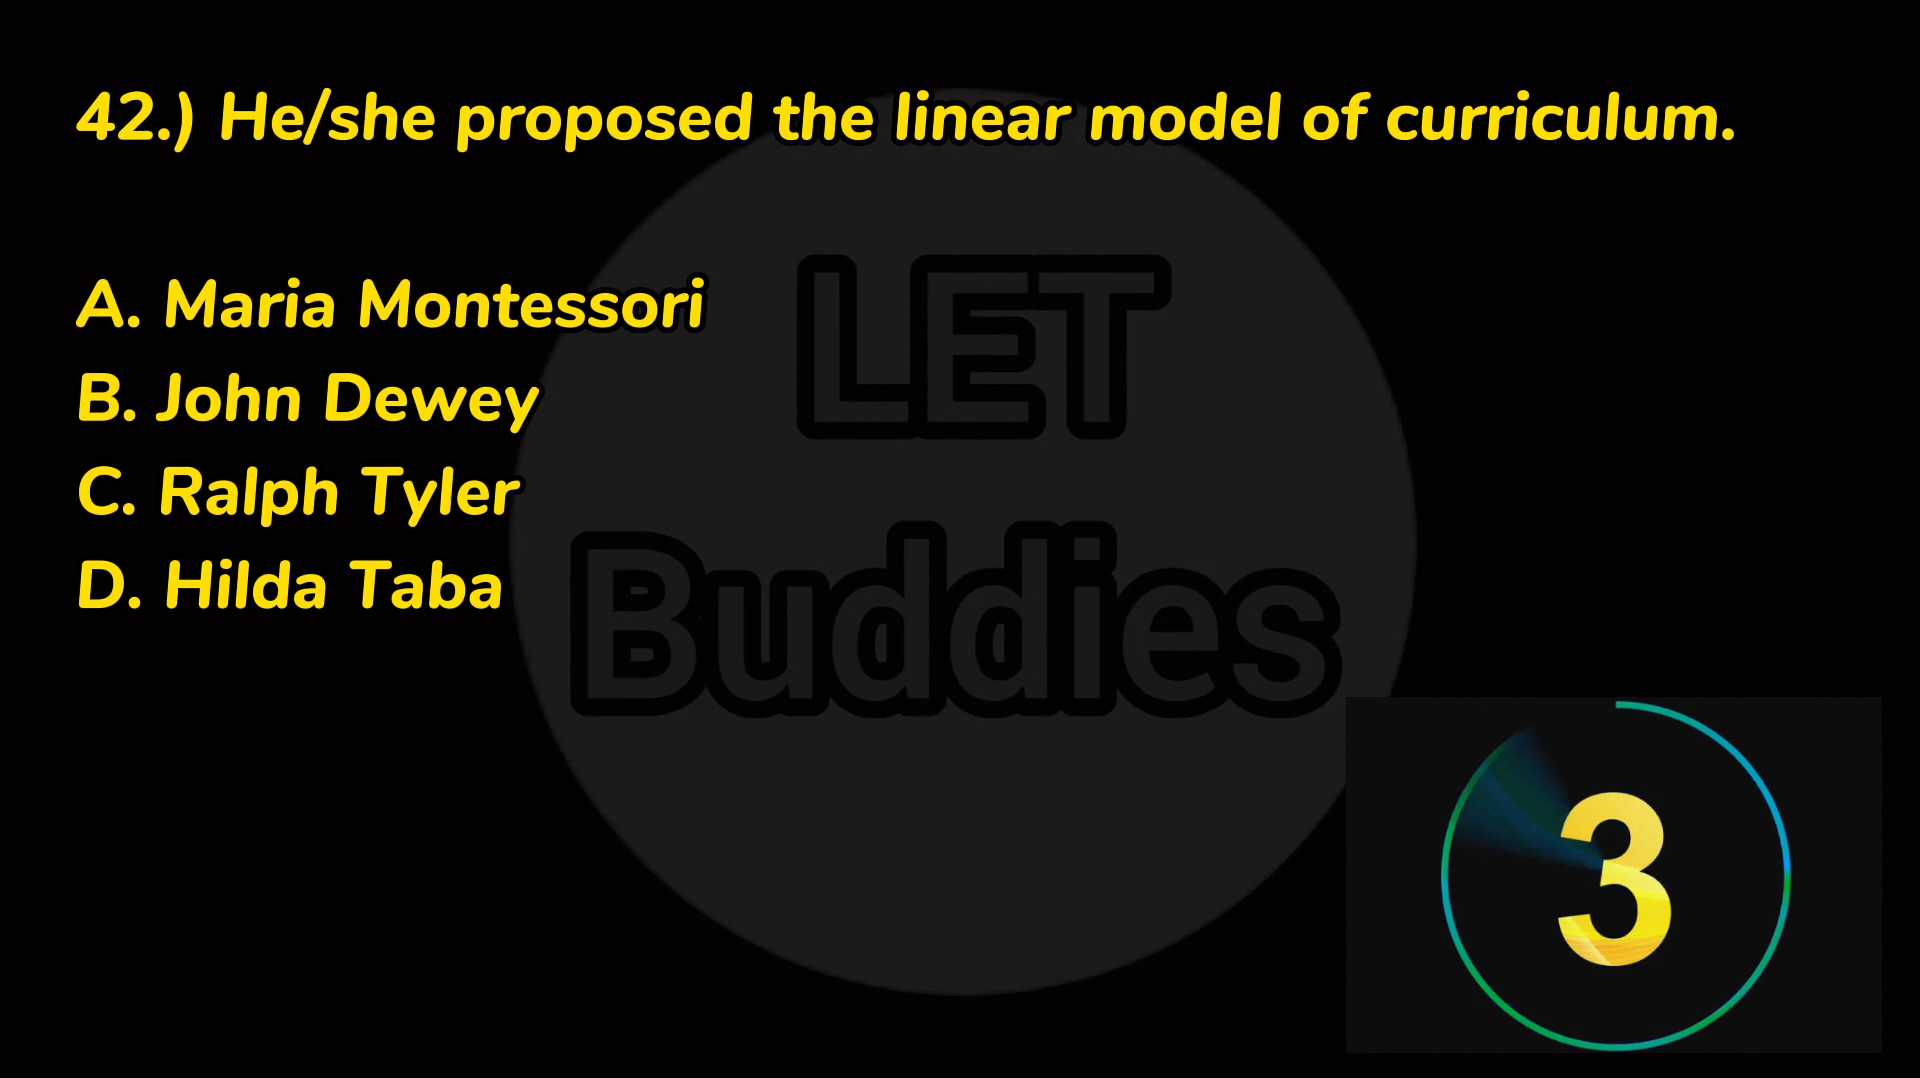 42.) He/she proposed the linear model of curriculum.
A. Maria Montessori
B. John Dewey
C. Ralph Tyler
D. Hilda Taba
LET
Buddies
3